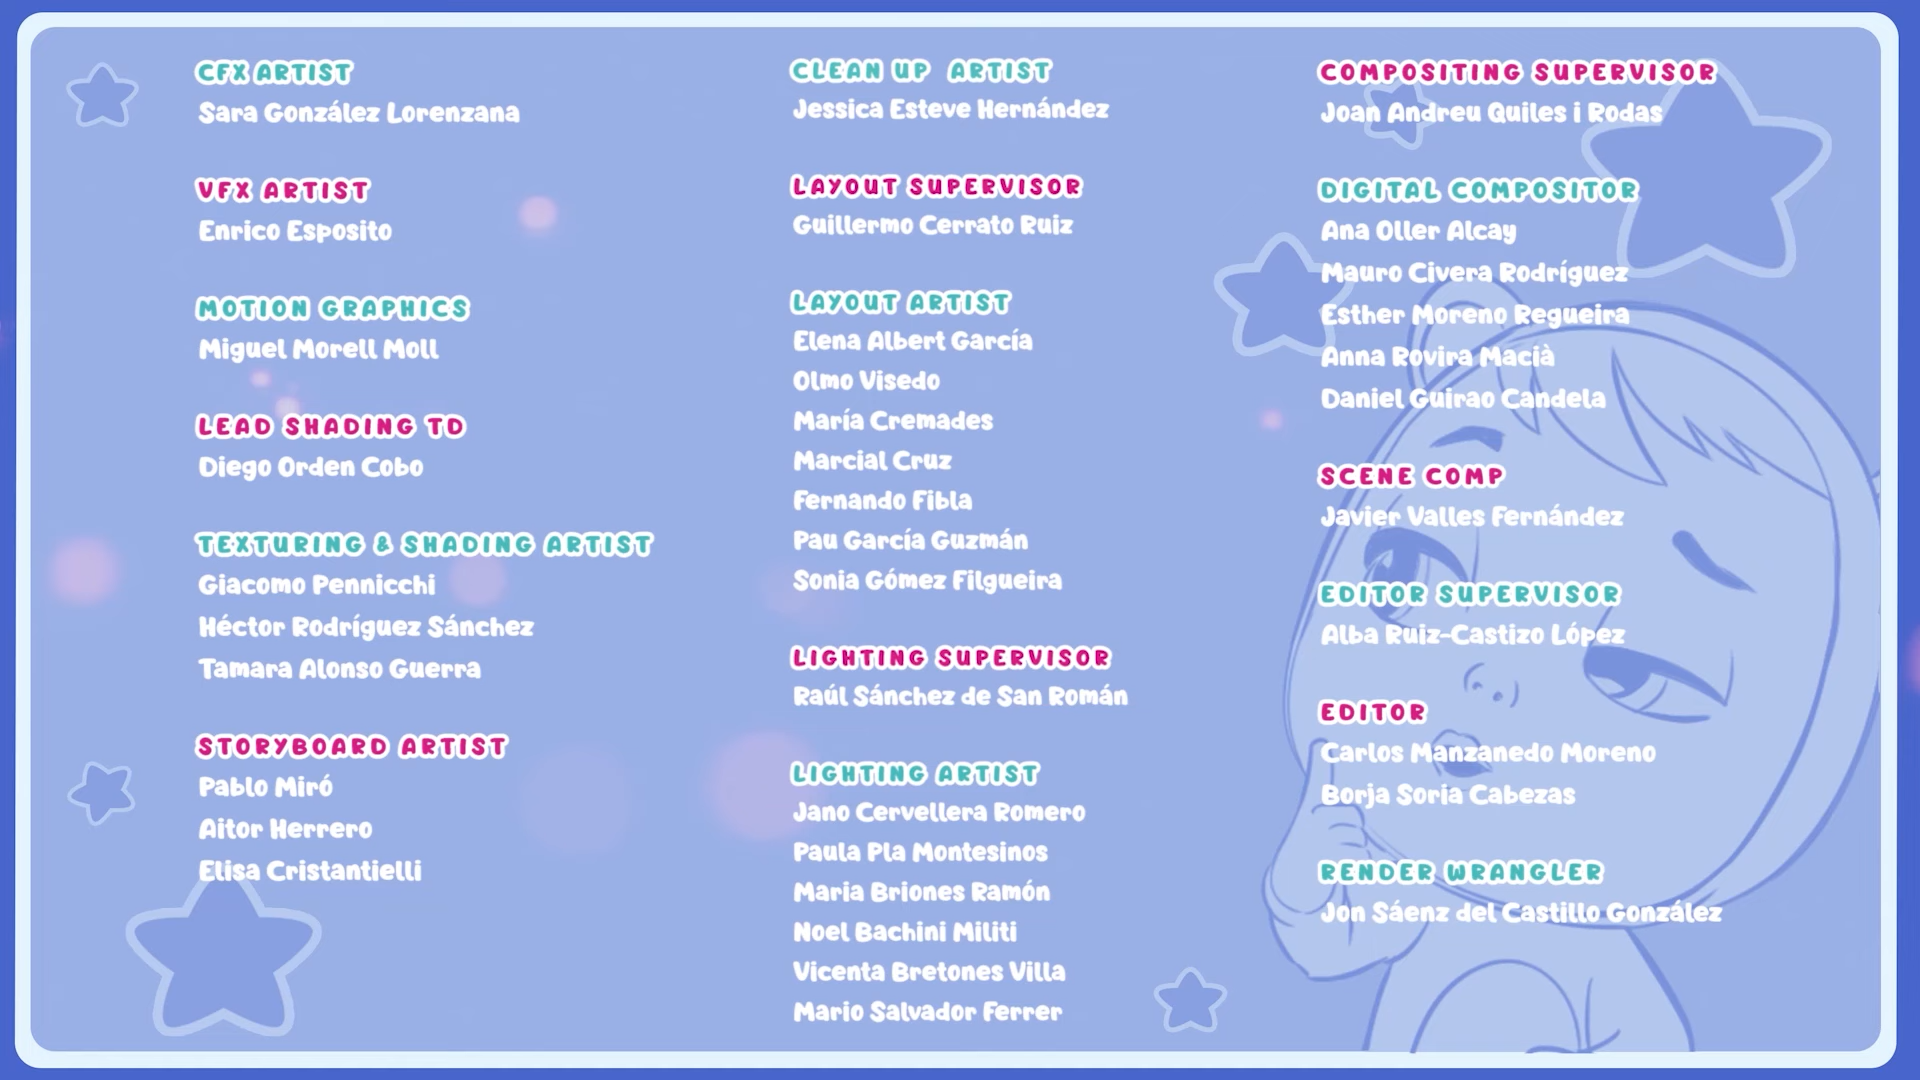 CFX ARTIST
Sara González Lorenzana
VFX ARTIST
Enrico Esposito
MOTION GRAPHICS
Miguel Morell Moll
LEAD SHADING TD
Diego Orden Cobo
TEXTURING & SHADING ARTIST
Giacomo Pennicchi
Héctor Rodríguez Sánchez
Tamara Alonso Guerra
STORYBOARD ARTIST
Pablo Miró
Aitor Herrero
Elisa Cristantielli
CLEAN UP ARTIST
Jessica Esteve Hernández
LAYOUT SUPERVISOR
Guillermo Cerrato Ruiz
LAYOUT ARTIST
Elena Albert García
Olmo Visedo
María Cremades
Marcial Cruz
Fernando Fibla
Pau García Guzmán
Sonia Gómez Filgueira
LIGHTING SUPERVISOR
Raúl Sánchez de San Román
LIGHTING ARTIST
Jano Cervellera Romero
Paula Pla Montesinos
Maria Briones Ramón
Noel Bachini Militi
Vicenta Bretones Villa
Mario Salvador Ferrer
COMPOSITING SUPERVISOR
Joan Andreu Quiles i Rodas
DIGITAL COMPOSITOR
Ana Oller Alcay
Mauro Civera Rodríguez
Esther Moreno Regueira
Anna Rovira Macià
Daniel Guirao Candela
SCENE COMP
Javier Valles Fernández
EDITOR SUPERVISOR
Alba Ruiz-Castizo López
EDITOR
Carlos Manzanedo Moreno
Borja Soria Cabezas
RENDER WRANGLER
Jon Sáenz del Castillo González